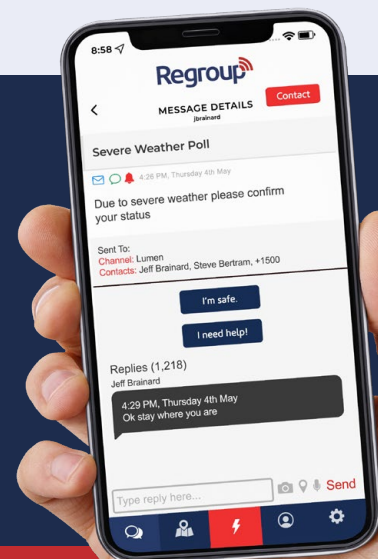 8:58
Regroup
MESSAGE DETAILS
jbrainard
Contact
Severe Weather Poll
4:26 PM, Thursday 4th May
Due to severe weather please confirm
your status
Sent To:
Channel: Lumen
Contacts: Jeff Brainard, Steve Bertram, +1500
I'm safe.
I need help!
Replies (1,218)
Jeff Brainard
4:29 PM, Thursday 4th May
Ok stay where you are
Type reply here...
Send